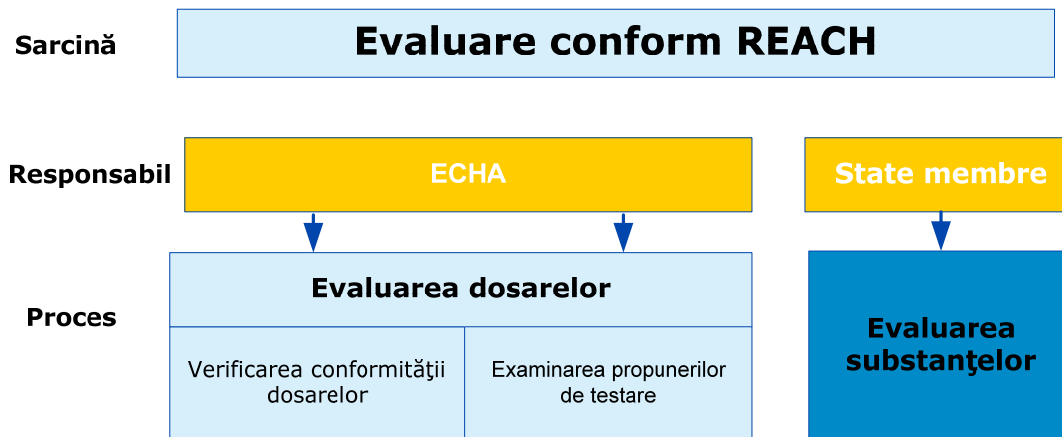 Sarcină
Evaluare conform REACH
Responsabil
ECHA
State membre
Proces
Evaluarea dosarelor
Verificarea conformităţii
dosarelor
Examinarea propunerilor
de testare
Evaluarea
substanţelor